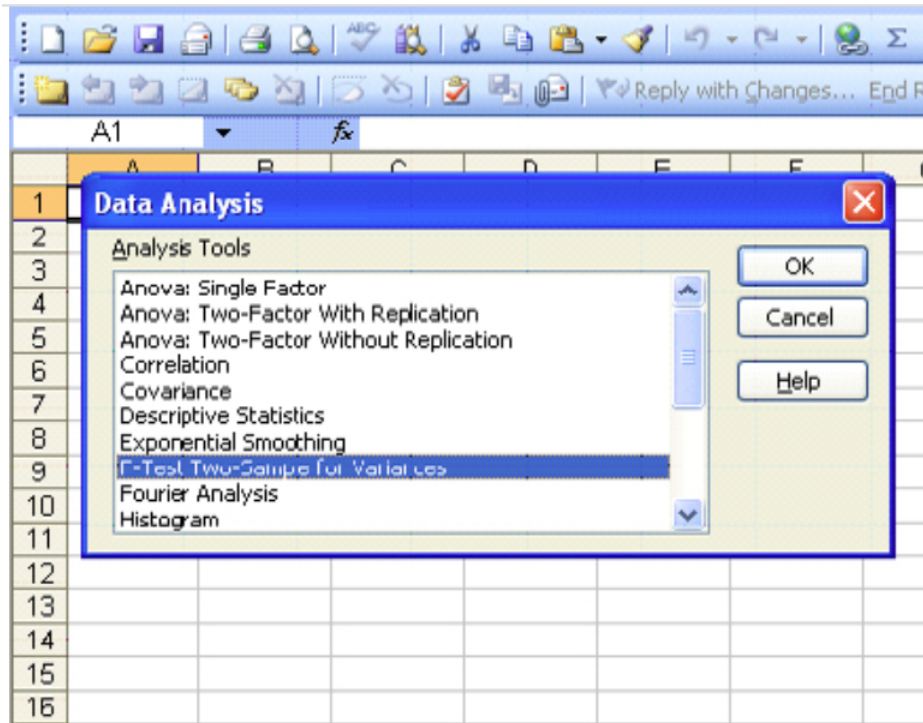 ABC
Σ
Reply with Changes... End R
A1 fx
A B C D E F
1
Data Analysis
2
Analysis Tools
3
OK
Anova: Single Factor
4
Anova: Two-Factor With Replication
Cancel
5
Anova: Two-Factor Without Replication
6
Correlation
Help
7
Covariance
Descriptive Statistics
8
Exponential Smoothing
9
F-Test Two-Sample for Variances
Fourier Analysis
10
Histogram
11
12
13
14
15
16